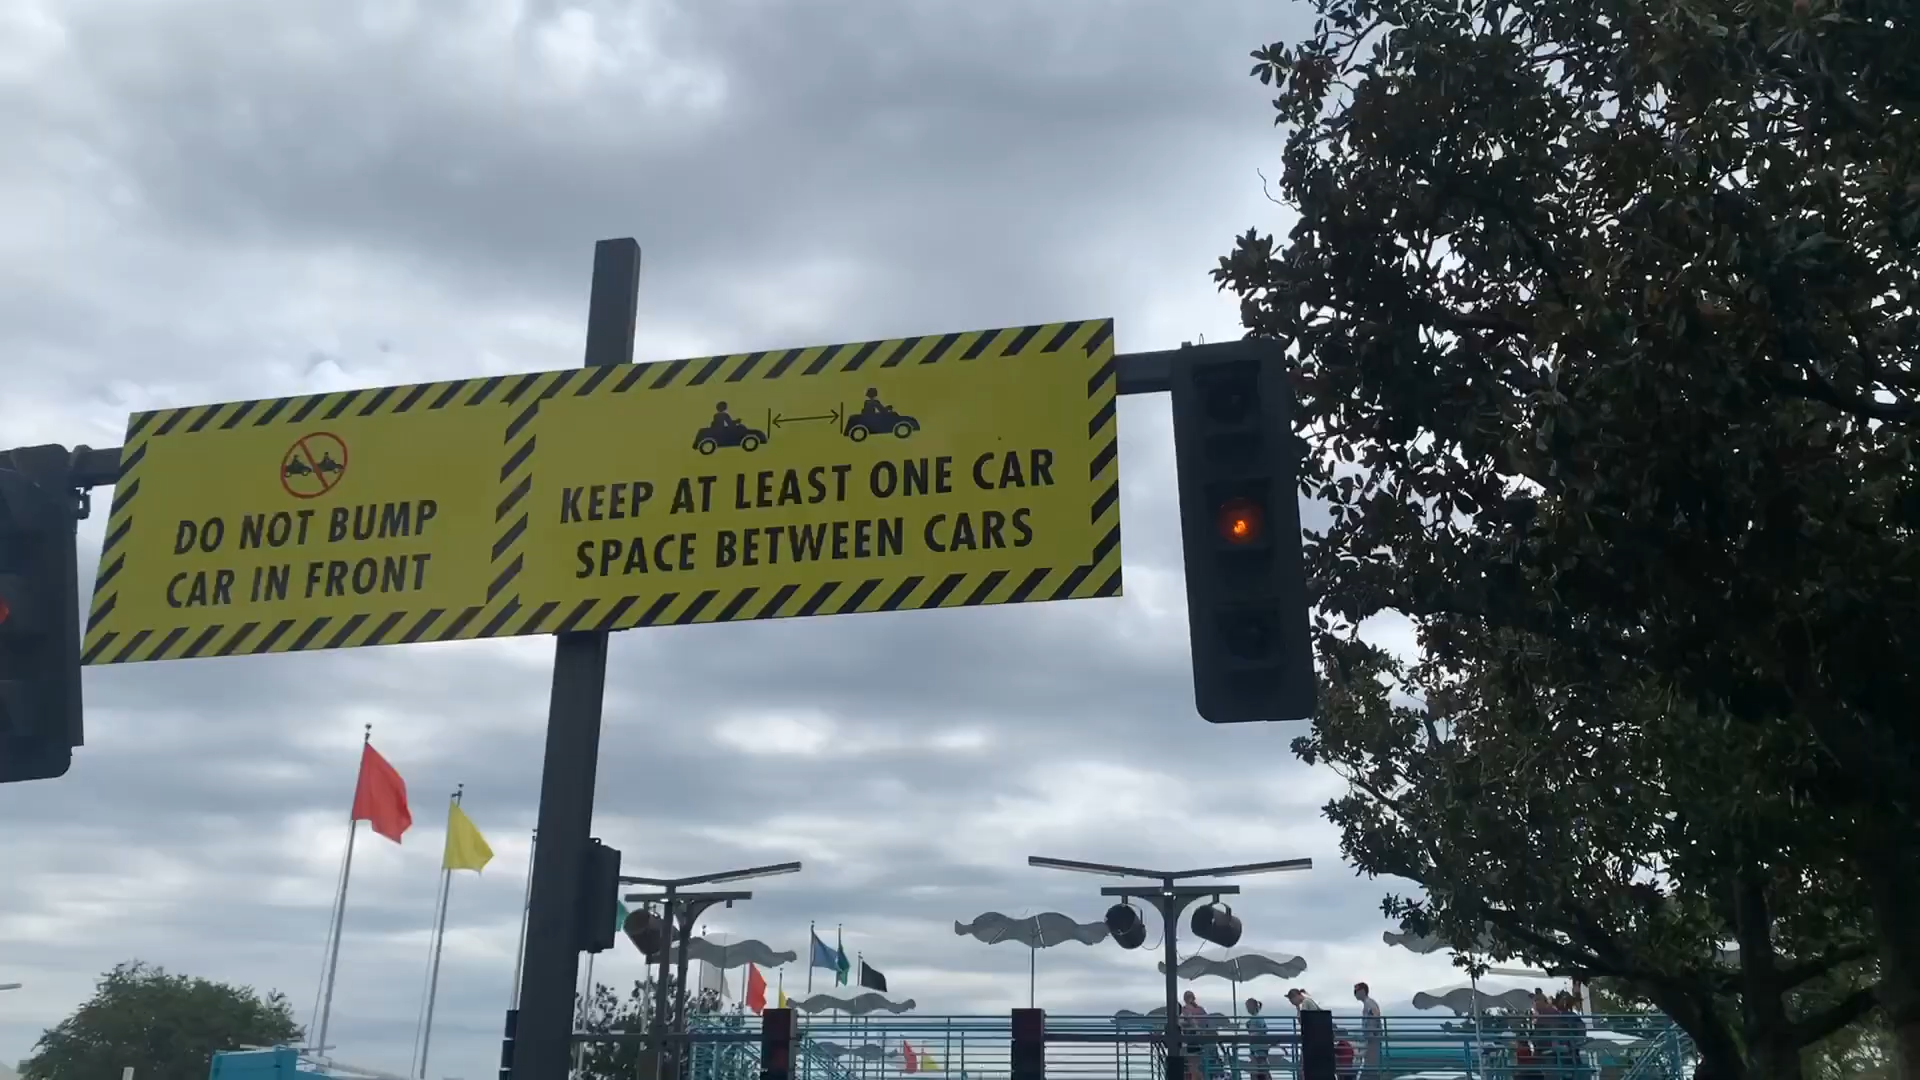 DO NOT BUMP
CAR IN FRONT
KEEP AT LEAST ONE CAR
SPACE BETWEEN CARS